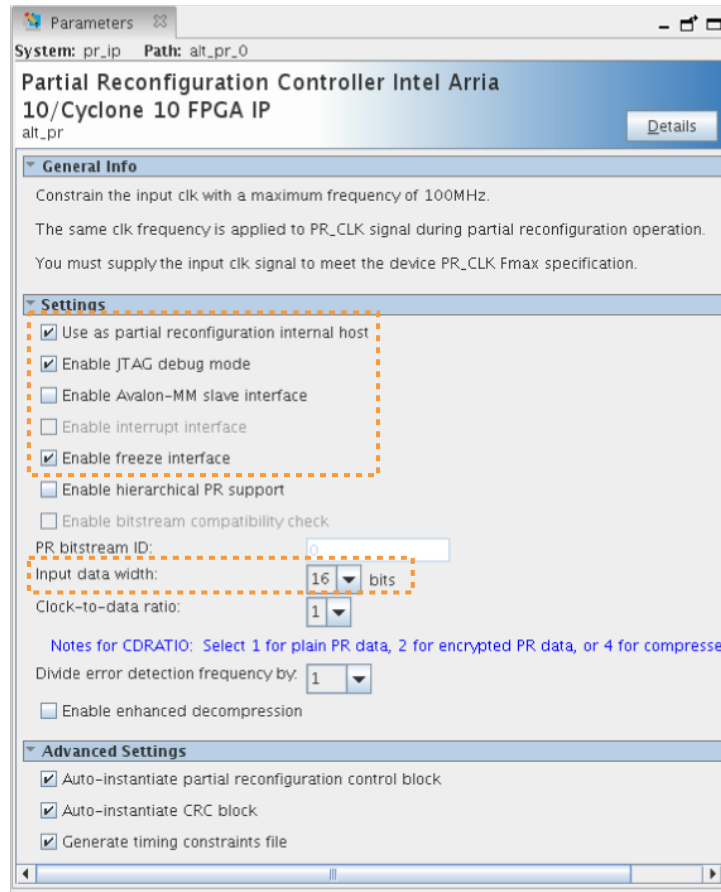 Parameters
System: pr_ip Path: alt_pr_0
Partial Reconfiguration Controller Intel Arria
10/Cyclone 10 FPGA IP
alt_pr
Details
General Info
Constrain the input clk with a maximum frequency of 100MHz.
The same clk frequency is applied to PR_CLK signal during partial reconfiguration operation.
You must supply the input clk signal to meet the device PR_CLK Fmax specification.
Settings
Use as partial reconfiguration internal host
Enable JTAG debug mode
Enable Avalon-MM slave interface
Enable interrupt interface
Enable freeze interface
Enable hierarchical PR support
Enable bitstream compatibility check
PR bitstream ID: 0
Input data width: 16 bits
Clock-to-data ratio: 1
Notes for CDRATIO: Select 1 for plain PR data, 2 for encrypted PR data, or 4 for compresse
Divide error detection frequency by: 1
Enable enhanced decompression
Advanced Settings
Auto-instantiate partial reconfiguration control block
Auto-instantiate CRC block
Generate timing constraints file